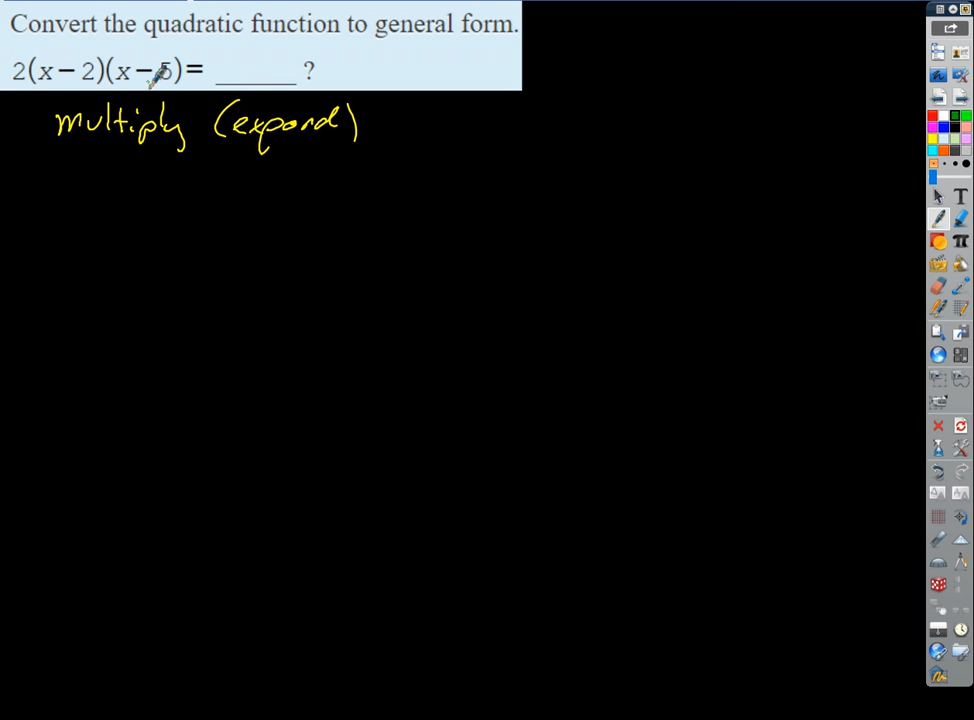 Convert the quadratic function to general form.
2(x − 2)(x − 5)= ______ ?
multiply (expand)